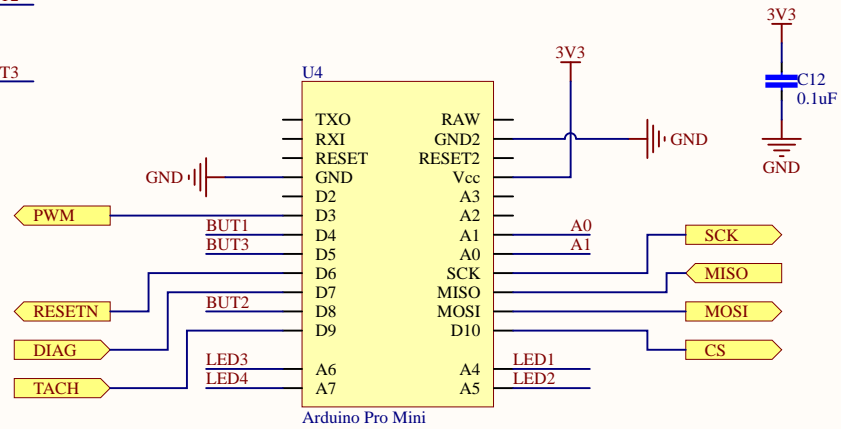 T3
3V3
C12
0.1uF
GND
3V3
U4
TXO RAW
RXI GND2 GND
RESET RESET2
GND GND Vcc
D2 A3
PWM D3 A2
BUT1 D4 A1 A0
BUT3 D5 A0 A1
D6 SCK SCK
D7 MISO MISO
RESETN BUT2 D8 MOSI MOSI
D9 D10
DIAG CS
LED3 A6 A4 LED1
LED4 A7 A5 LED2
TACH
Arduino Pro Mini